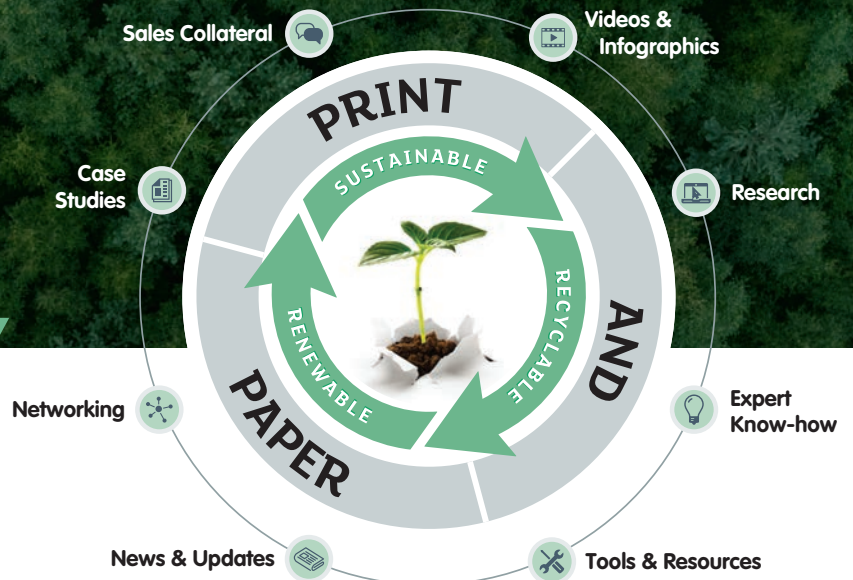 Sales Collateral
Videos &
Infographics
Case
Studies
Research
Networking
Expert
Know-how
News & Updates
Tools & Resources
PRINT
AND
PAPER
SUSTAINABLE
RECYCLABLE
RENEWABLE